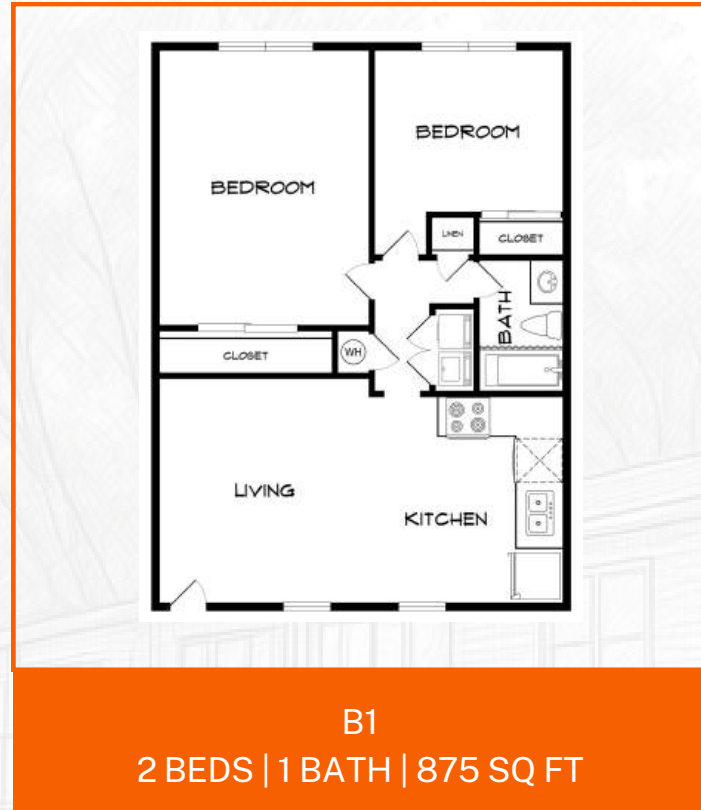 BEDROOM
BEDROOM
LINEN
CLOSET
BATH
CLOSET
WH
LIVING
KITCHEN
B1
2 BEDS | 1 BATH | 875 SQ FT